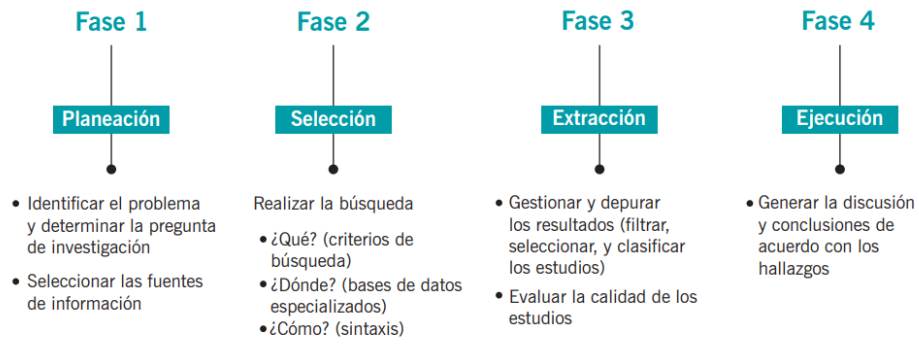 Fase 1
Planeación
• Identificar el problema
y determinar la pregunta
de investigación
• Seleccionar las fuentes
de información
Fase 2
Selección
Realizar la búsqueda
• ¿Qué? (criterios de
búsqueda)
• ¿Dónde? (bases de datos
especializados)
• ¿Cómo? (sintaxis)
Fase 3
Extracción
• Gestionar y depurar
los resultados (filtrar,
seleccionar, y clasificar
los estudios)
• Evaluar la calidad de los
estudios
Fase 4
Ejecución
• Generar la discusión
y conclusiones de
acuerdo con los
hallazgos